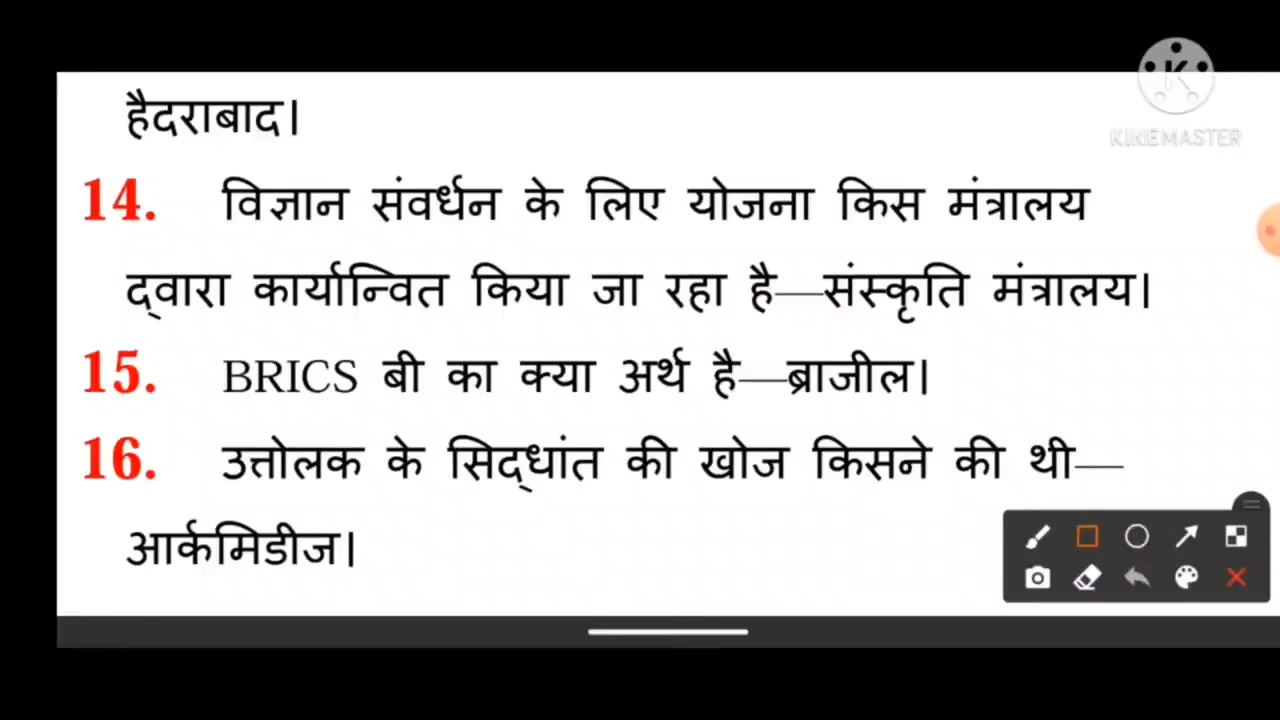 KINEMASTER
हैदराबाद।
14. विज्ञान संवर्धन के लिए योजना किस मंत्रालय
द्वारा कार्यान्वित किया जा रहा है—संस्कृति मंत्रालय।
15. BRICS बी का क्या अर्थ है—ब्राजील।
16. उत्तोलक के सिद्धांत की खोज किसने की थी—
आर्कमिडीज।